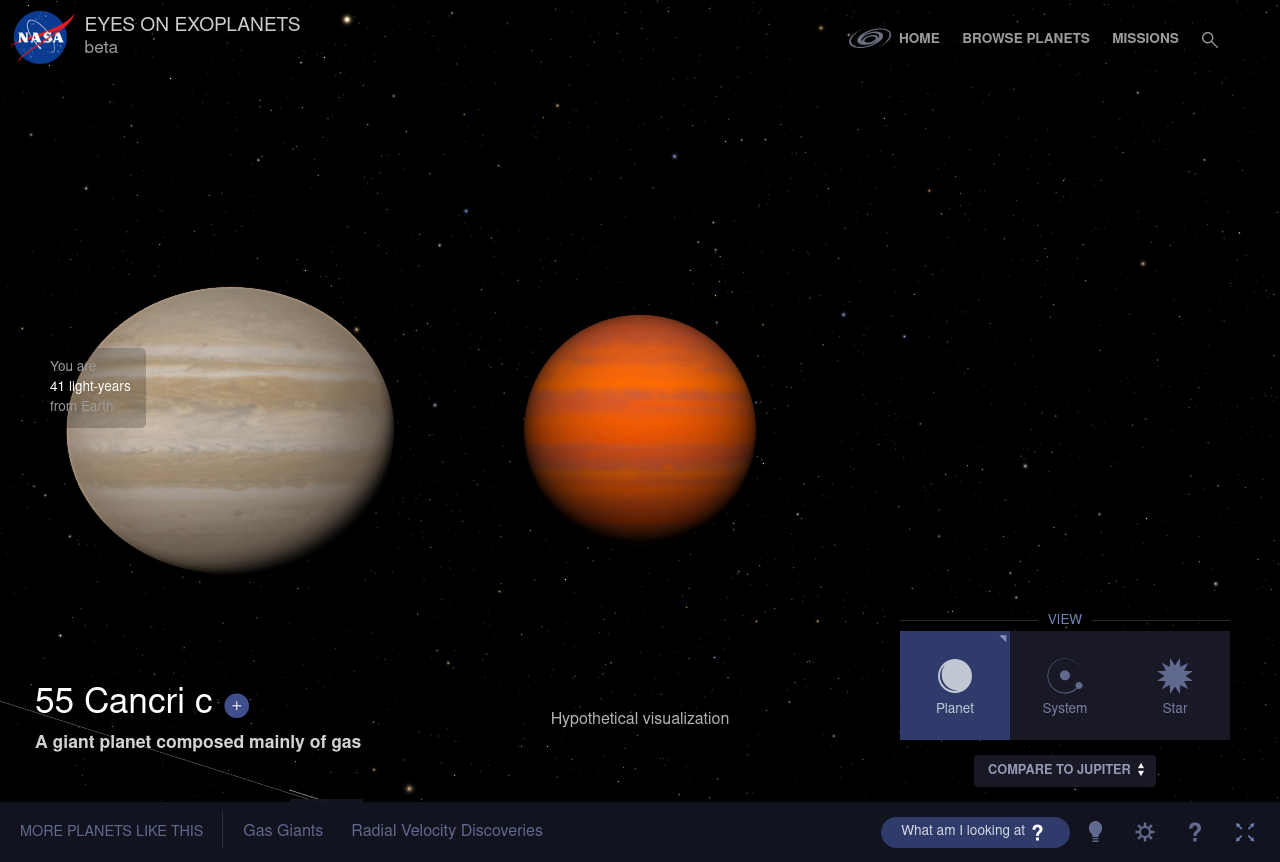 NASA
EYES ON EXOPLANETS
beta
HOME
BROWSE PLANETS
MISSIONS
You are
41 light-years
from Earth
55 Cancri c +
A giant planet composed mainly of gas
Hypothetical visualization
VIEW
Planet
System
Star
COMPARE TO JUPITER
MORE PLANETS LIKE THIS
Gas Giants
Radial Velocity Discoveries
What am I looking at ?
?